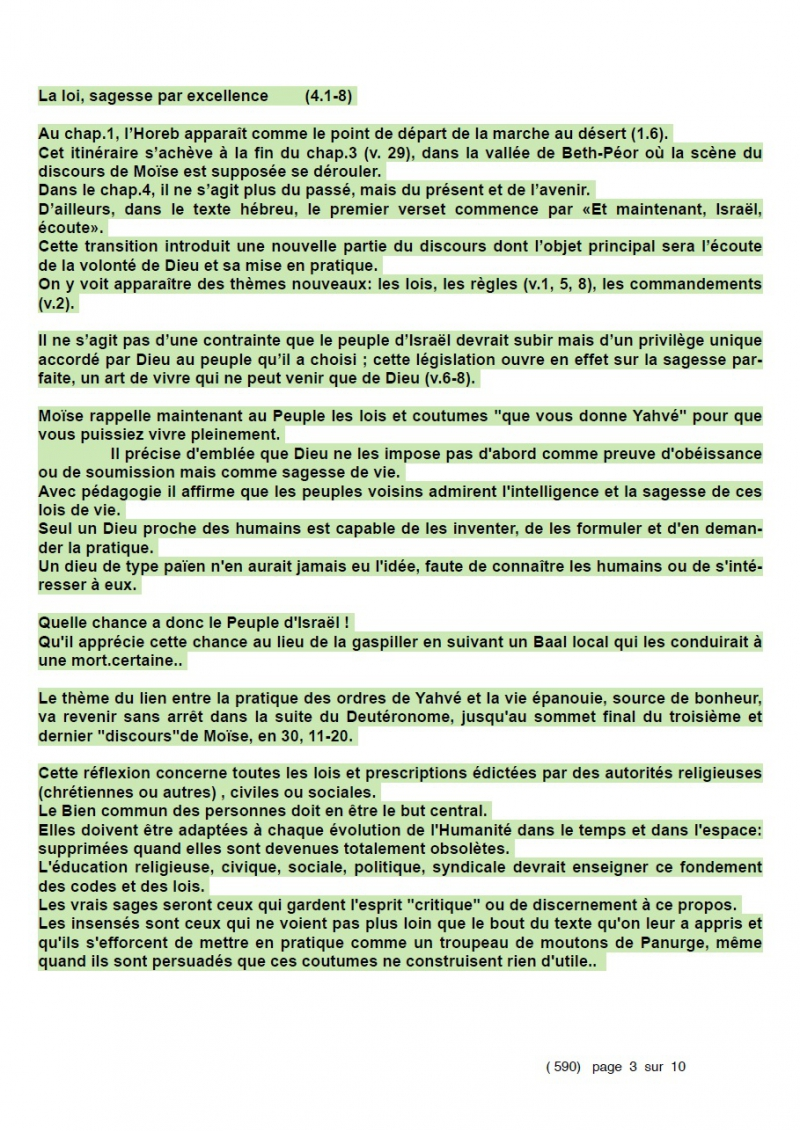 La loi, sagesse par excellence (4.1-8)
Au chap.1, l’Horeb apparaît comme le point de départ de la marche au désert (1.6).
Cet itinéraire s’achève à la fin du chap.3 (v. 29), dans la vallée de Beth-Péor où la scène du
discours de Moïse est supposée se dérouler.
Dans le chap.4, il ne s’agit plus du passé, mais du présent et de l’avenir.
D’ailleurs, dans le texte hébreu, le premier verset commence par «Et maintenant, Israël,
écoute».
Cette transition introduit une nouvelle partie du discours dont l’objet principal sera l’écoute
de la volonté de Dieu et sa mise en pratique.
On y voit apparaître des thèmes nouveaux: les lois, les règles (v.1, 5, 8), les commandements
(v.2).
Il ne s’agit pas d’une contrainte que le peuple d’Israël devrait subir mais d’un privilège unique
accordé par Dieu au peuple qu’il a choisi ; cette législation ouvre en effet sur la sagesse par-
faite, un art de vivre qui ne peut venir que de Dieu (v.6-8).
Moïse rappelle maintenant au Peuple les lois et coutumes "que vous donne Yahvé" pour que
vous puissiez vivre pleinement.
Il précise d'emblée que Dieu ne les impose pas d'abord comme preuve d'obéissance
ou de soumission mais comme sagesse de vie.
Avec pédagogie il affirme que les peuples voisins admirent l'intelligence et la sagesse de ces
lois de vie.
Seul un Dieu proche des humains est capable de les inventer, de les formuler et d'en deman-
der la pratique.
Un dieu de type païen n'en aurait jamais eu l'idée, faute de connaître les humains ou de s'inté-
resser à eux.
Quelle chance a donc le Peuple d'Israël !
Qu'il apprécie cette chance au lieu de la gaspiller en suivant un Baal local qui les conduirait à
une mort.certaine..
Le thème du lien entre la pratique des ordres de Yahvé et la vie épanouie, source de bonheur,
va revenir sans arrêt dans la suite du Deutéronome, jusqu'au sommet final du troisième et
dernier "discours"de Moïse, en 30, 11-20.
Cette réflexion concerne toutes les lois et prescriptions édictées par des autorités religieuses
(chrétiennes ou autres) , civiles ou sociales.
Le Bien commun des personnes doit en être le but central.
Elles doivent être adaptées à chaque évolution de l'Humanité dans le temps et dans l'espace:
supprimées quand elles sont devenues totalement obsolètes.
L'éducation religieuse, civique, sociale, politique, syndicale devrait enseigner ce fondement
des codes et des lois.
Les vrais sages seront ceux qui gardent l'esprit "critique" ou de discernement à ce propos.
Les insensés sont ceux qui ne voient pas plus loin que le bout du texte qu'on leur a appris et
qu'ils s'efforcent de mettre en pratique comme un troupeau de moutons de Panurge, même
quand ils sont persuadés que ces coutumes ne construisent rien d'utile..
( 590) page 3 sur 10